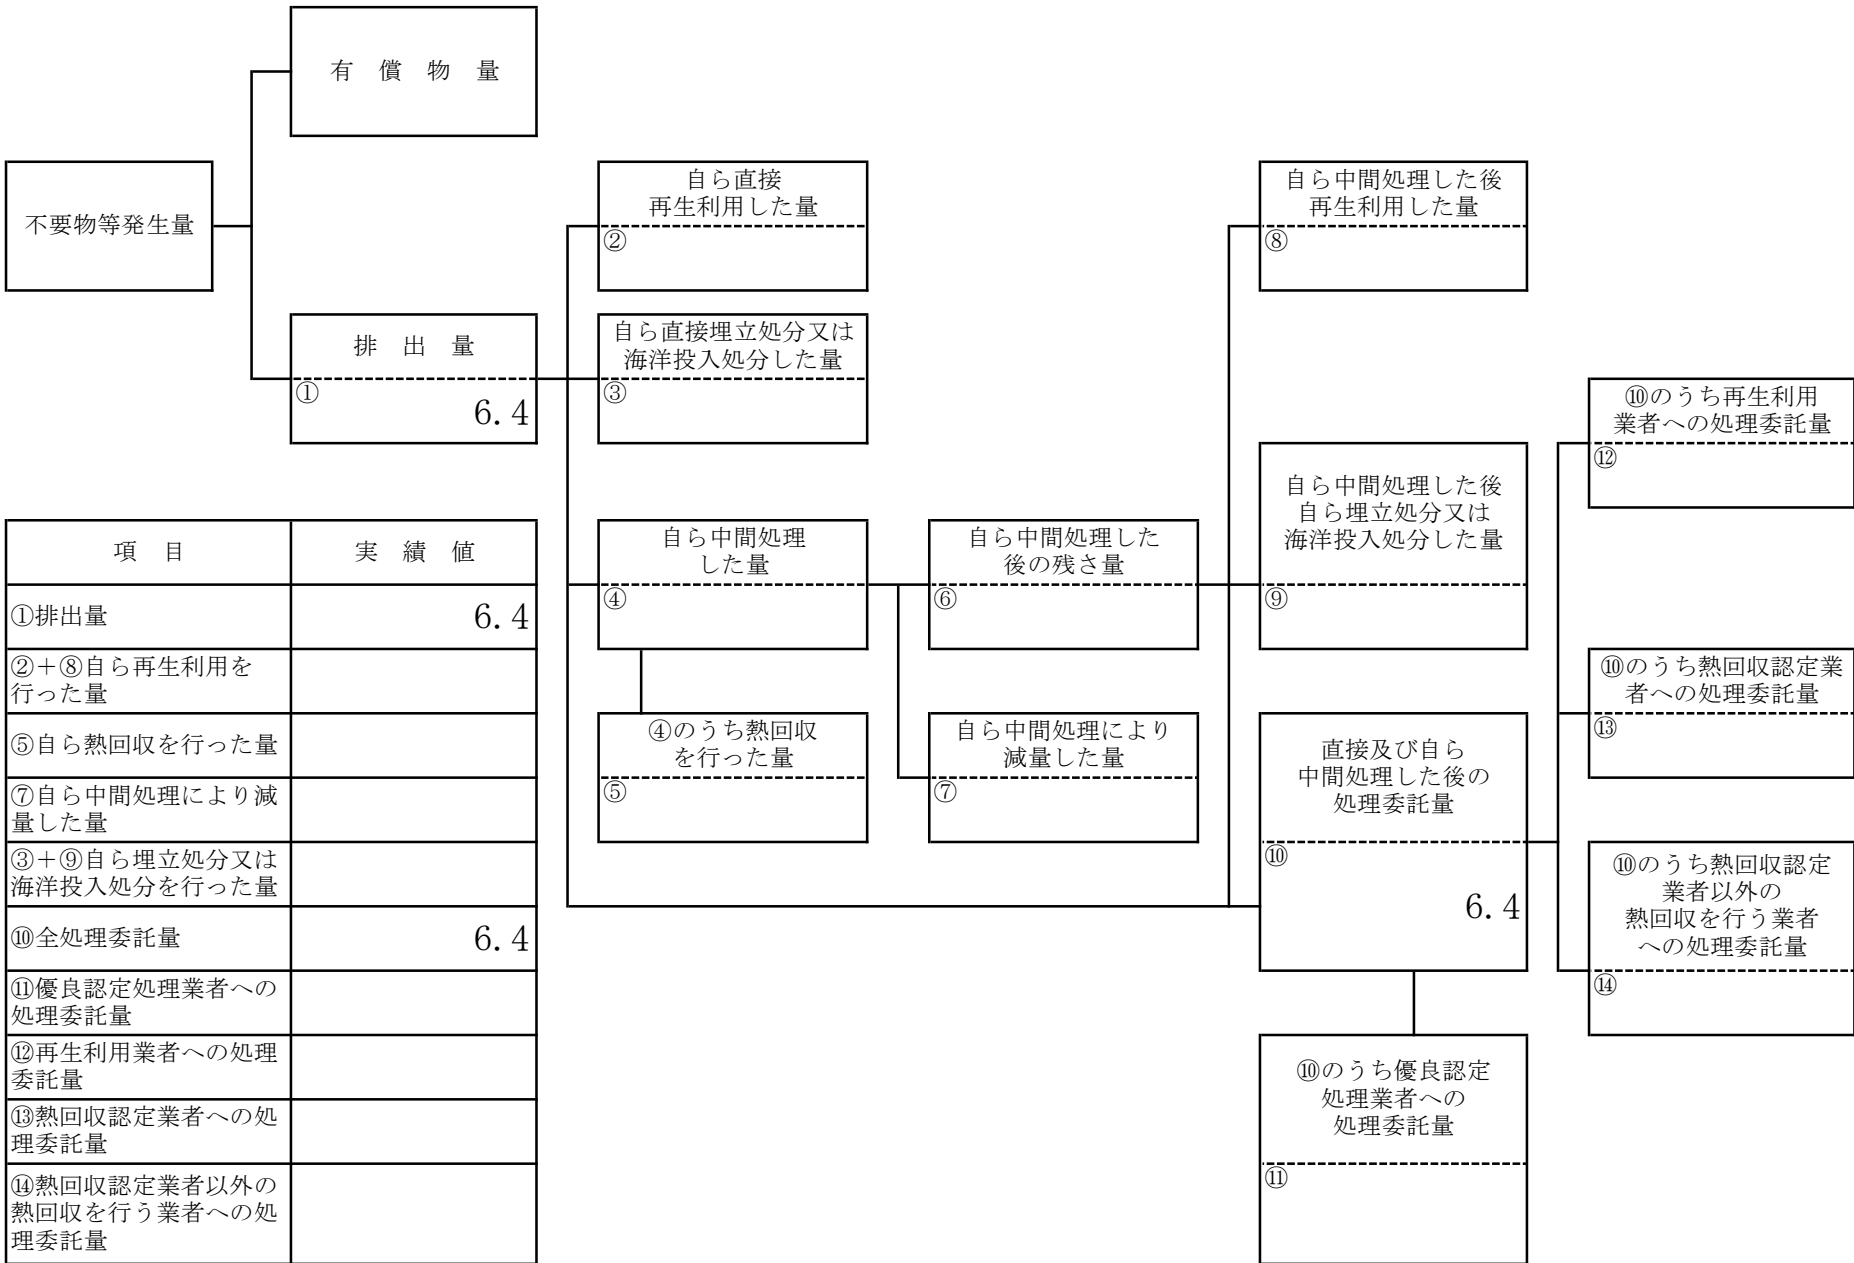 有 償 物 量
不要物等発生量
排 出 量
①
6.4
自ら直接
再生利用した量
②
自ら直接埋立処分又は
海洋投入処分した量
③
自ら中間処理
した量
④
④のうち熱回収
を行った量
⑤
自ら中間処理した
後の残さ量
⑥
自ら中間処理により
減量した量
⑦
自ら中間処理した後
再生利用した量
⑧
自ら中間処理した後
自ら埋立処分又は
海洋投入処分した量
⑨
直接及び自ら
中間処理した後の
処理委託量
⑩
6.4
⑩のうち優良認定
処理業者への
処理委託量
⑪
⑩のうち再生利用
業者への処理委託量
⑫
⑩のうち熱回収認定業
者への処理委託量
⑬
⑩のうち熱回収認定
業者以外の
熱回収を行う業者
への処理委託量
⑭
項 目 実 績 値
①排出量 6.4
②+⑧自ら再生利用を
行った量
⑤自ら熱回収を行った量
⑦自ら中間処理により減
量した量
③+⑨自ら埋立処分又は
海洋投入処分を行った量
⑩全処理委託量 6.4
⑪優良認定処理業者への
処理委託量
⑫再生利用業者への処理
委託量
⑬熱回収認定業者への処
理委託量
⑭熱回収認定業者以外の
熱回収を行う業者への処
理委託量